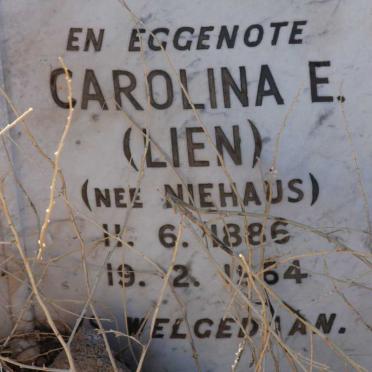 EN EGGENOTE
CAROLINA E.
(LIEN)
(NEE NIEHAUS)
11. 6. 1886
19. 2. 1964
WELGEDAAN.